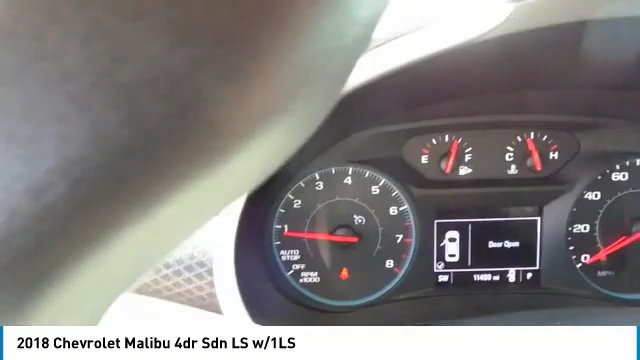 E F C H
1 2 3 4 5 6 7 8
AUTO
STOP
OFF
RPM
x1000
Door Open
SW 11499 mi P
0 20 40 60
MPH
2018 Chevrolet Malibu 4dr Sdn LS w/1LS